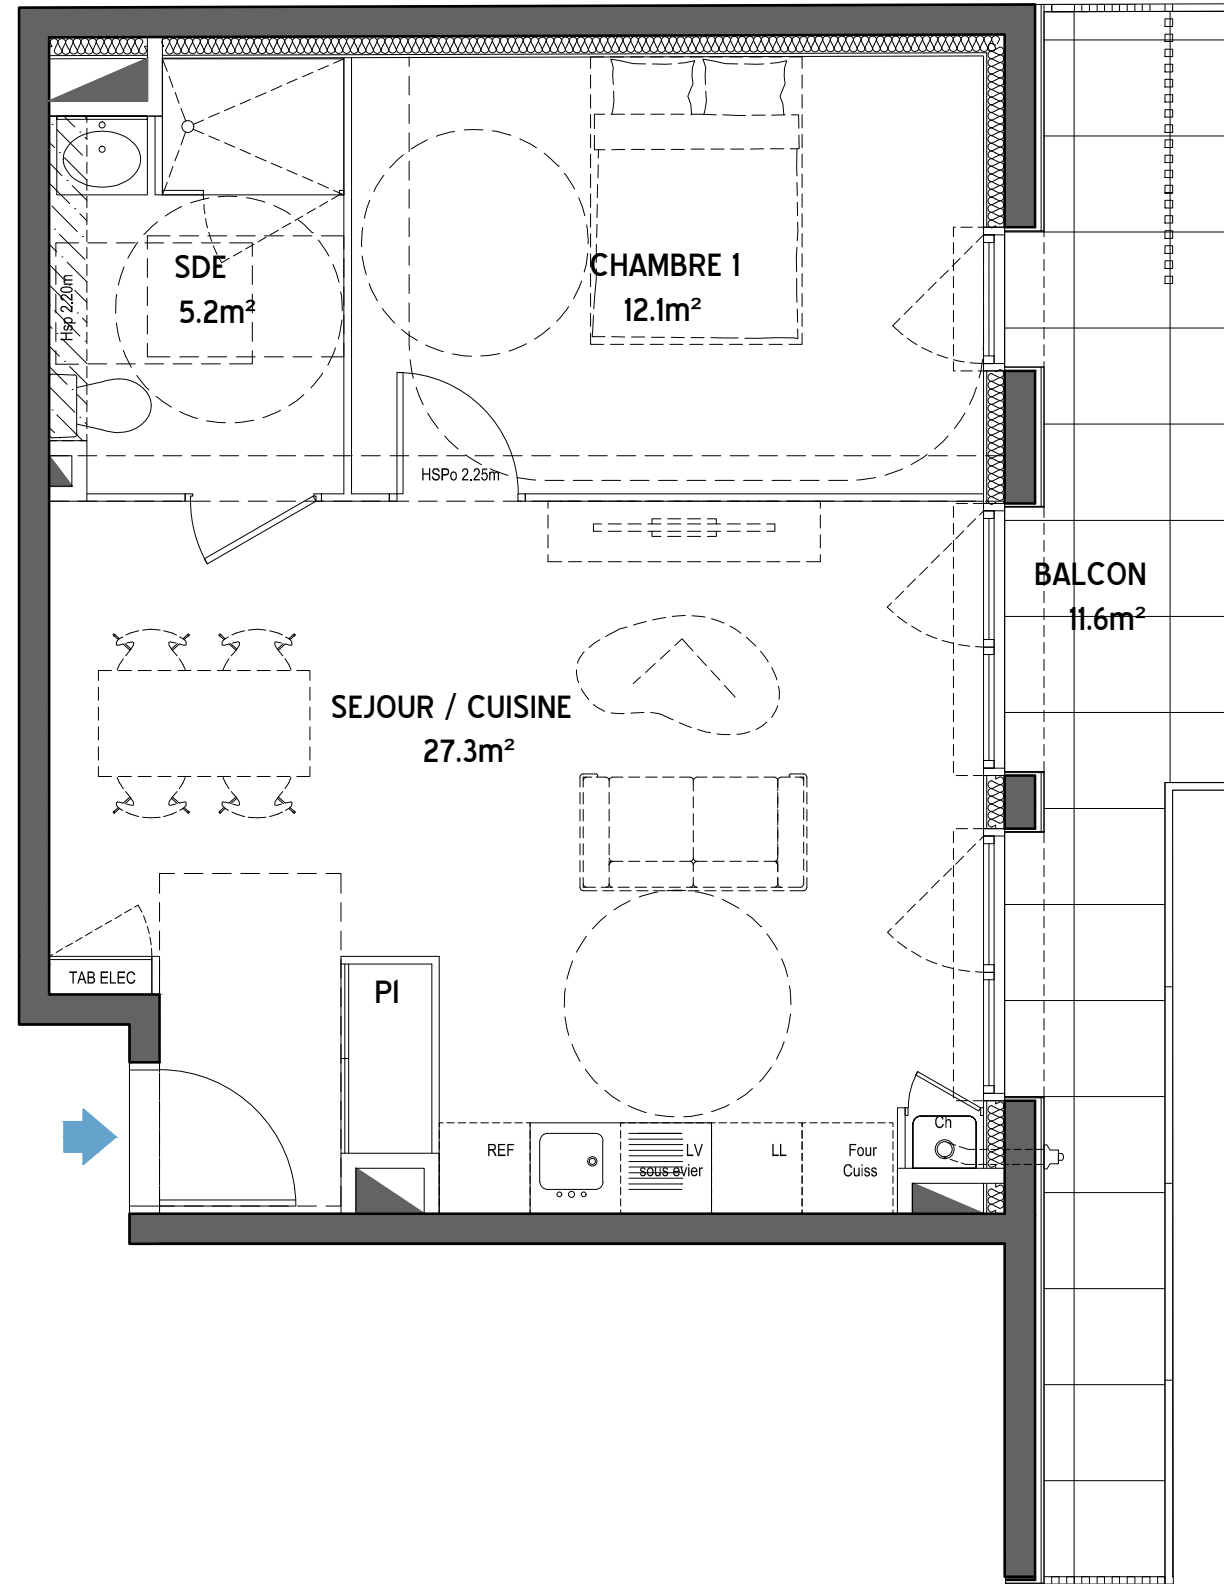 SDE
5.2m²
Hsp 2.20m
CHAMBRE 1
12.1m²
HSPo 2.25m
BALCON
11.6m²
SEJOUR / CUISINE
27.3m²
TAB ELEC
P1
REF
LV
sous evier
LL
Four
Cuiss
Ch